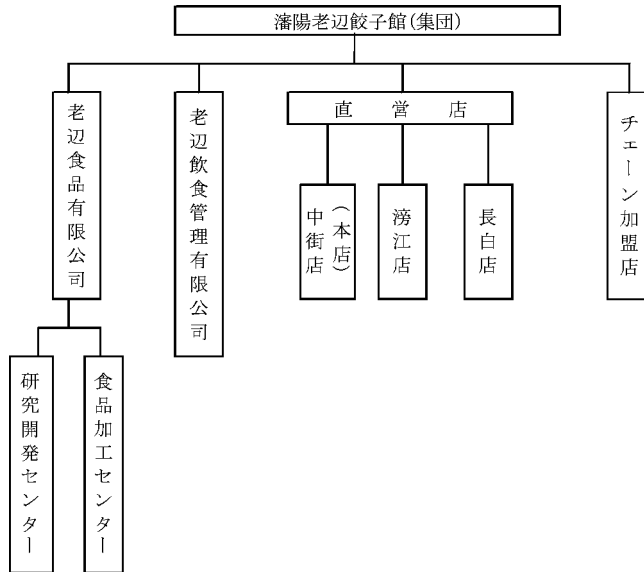 瀋陽老辺餃子館(集団)
老辺食品有限公司
老辺飲食管理有限公司
直営店
チェーン加盟店
中街店
(本店)
滂江店
長白店
研究開発センター
食品加工センター